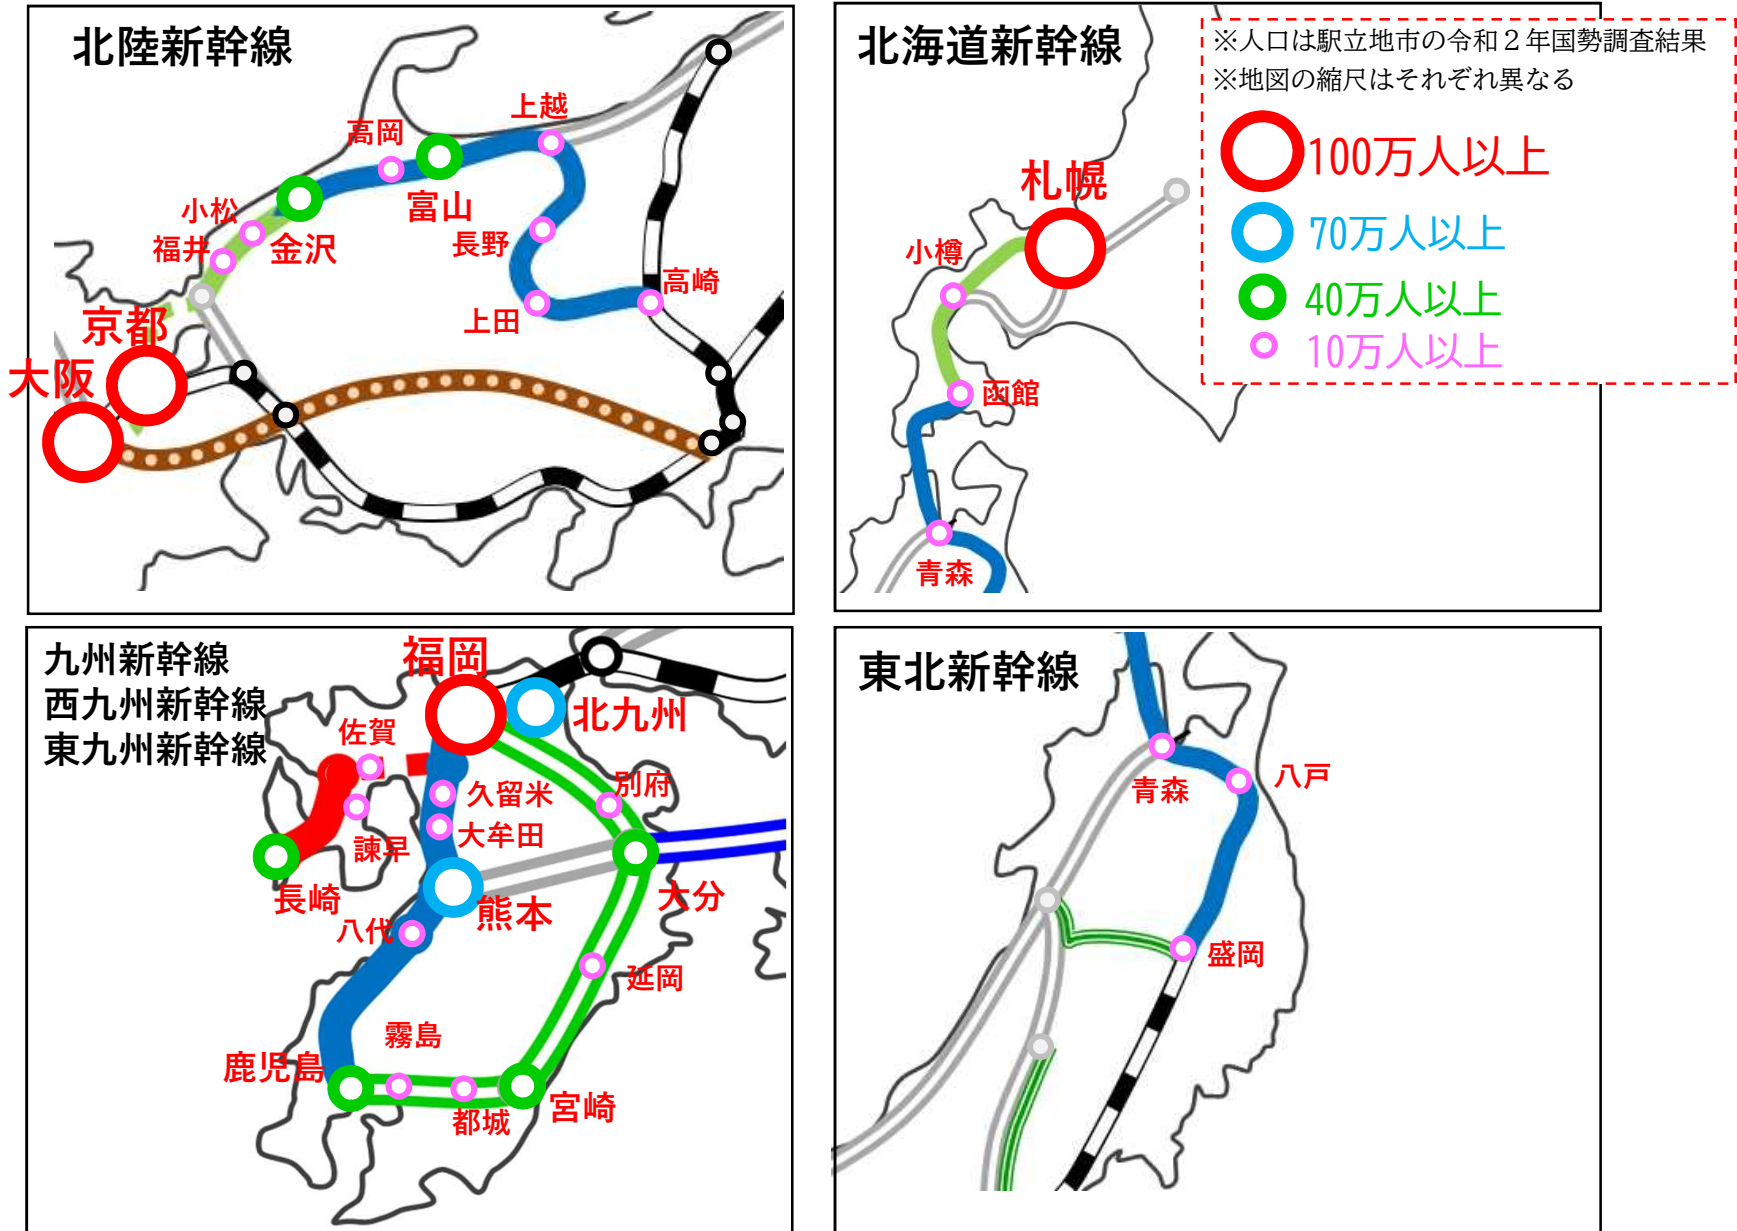 北陸新幹線
上越
高岡
富山
小松
金沢
福井
長野
高崎
上田
京都
大阪
北海道新幹線
※人口は駅立地市の令和2年国勢調査結果
※地図の縮尺はそれぞれ異なる
100万人以上
70万人以上
40万人以上
10万人以上
札幌
小樽
函館
青森
九州新幹線
西九州新幹線
東九州新幹線
福岡
北九州
佐賀
久留米
別府
大牟田
諫早
長崎
熊本
大分
八代
延岡
霧島
鹿児島
都城
宮崎
東北新幹線
青森
八戸
盛岡